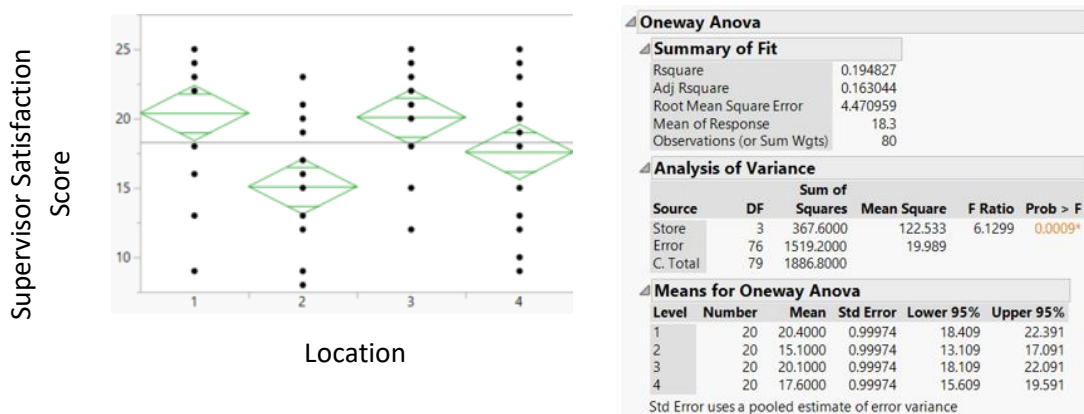 Supervisor Satisfaction
Score
25
20
15
10
1 2 3 4
Location
Oneway Anova
Summary of Fit
Rsquare 0.194827
Adj Rsquare 0.163044
Root Mean Square Error 4.470959
Mean of Response 18.3
Observations (or Sum Wgts) 80
Analysis of Variance
Sum of
Source DF Squares Mean Square F Ratio Prob > F
Store 3 367.6000 122.533 6.1299 0.0009*
Error 76 1519.2000 19.989
C. Total 79 1886.8000
Means for Oneway Anova
Level Number Mean Std Error Lower 95% Upper 95%
1 20 20.4000 0.99974 18.409 22.391
2 20 15.1000 0.99974 13.109 17.091
3 20 20.1000 0.99974 18.109 22.091
4 20 17.6000 0.99974 15.609 19.591
Std Error uses a pooled estimate of error variance